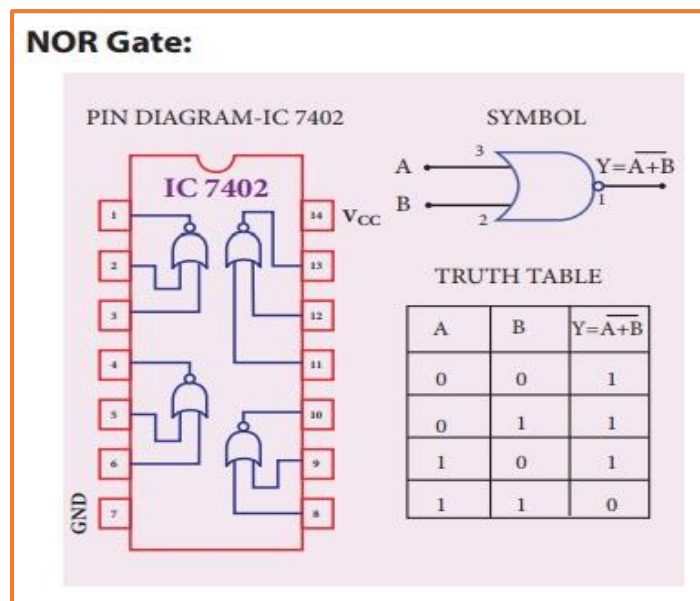 NOR Gate:
PIN DIAGRAM-IC 7402
IC 7402
1
2
3
4
5
6
GND 7
14 VCC
13
12
11
10
9
8
SYMBOL
A 3
B 2
Y=A̅+̅B̅
1
TRUTH TABLE
A B Y=A̅+̅B̅
0 0 1
0 1 1
1 0 1
1 1 0